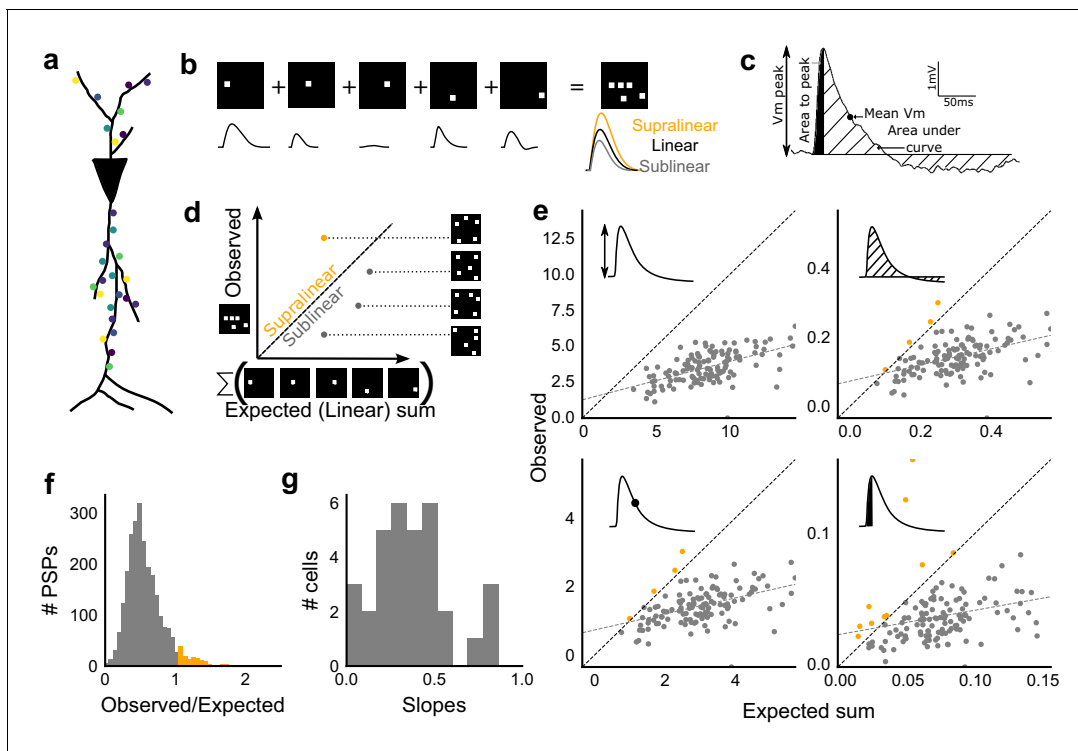 a
b
+ + + + =
Supralinear
Linear
Sublinear
c
Vm peak
Area to peak
Mean Vm
Area under
curve
1mV
50ms
d
Observed
Supralinear
Sublinear
∑( )
Expected (Linear) sum
e
Observed
12.5
10.0
7.5
5.0
2.5
0.0
0 5 10
0.4
0.2
0.0
0.0 0.2 0.4
4
2
0
0 2 4
0.1
0.0
0.00 0.05 0.10 0.15
Expected sum
f
# PSPs
300
200
100
0
0 1 2
Observed/Expected
g
# cells
6
4
2
0
0.0 0.5 1.0
Slopes